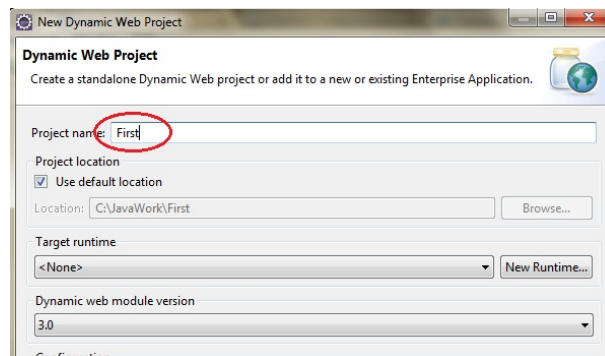 New Dynamic Web Project
Dynamic Web Project
Create a standalone Dynamic Web project or add it to a new or existing Enterprise Application.
Project name: First
Project location
Use default location
Location: C:\JavaWork\First Browse...
Target runtime
<None> New Runtime...
Dynamic web module version
3.0
Configuration